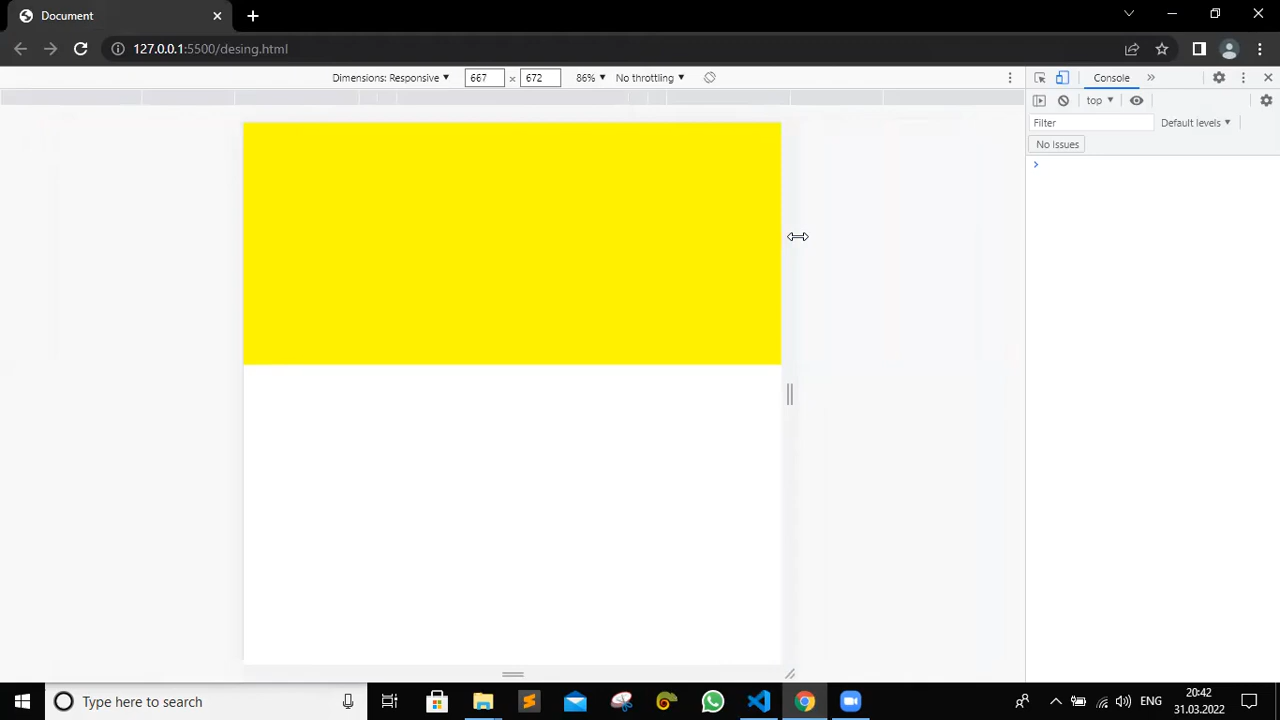 Document
127.0.0.1:5500/desing.html
Dimensions: Responsive 667 × 672 86% No throttling
Console
top
Filter
Default levels
No Issues
Type here to search
ENG
20:42
31.03.2022